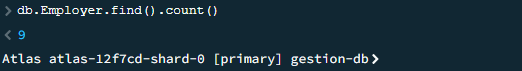 > db.Employer.find().count()
< 9
Atlas atlas-12f7cd-shard-0 [primary] gestion-db>